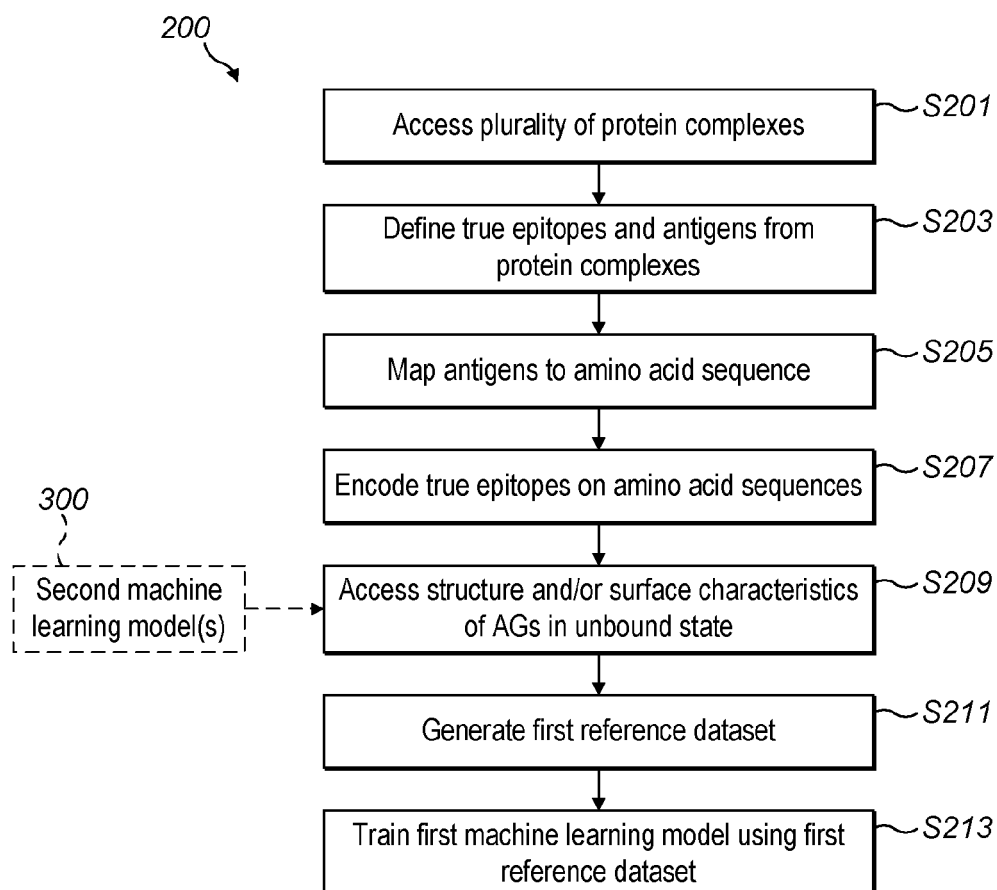 200
Access plurality of protein complexes
S201
Define true epitopes and antigens from
protein complexes
S203
Map antigens to amino acid sequence
S205
Encode true epitopes on amino acid sequences
S207
300
Second machine
learning model(s)
Access structure and/or surface characteristics
of AGs in unbound state
S209
Generate first reference dataset
S211
Train first machine learning model using first
reference dataset
S213